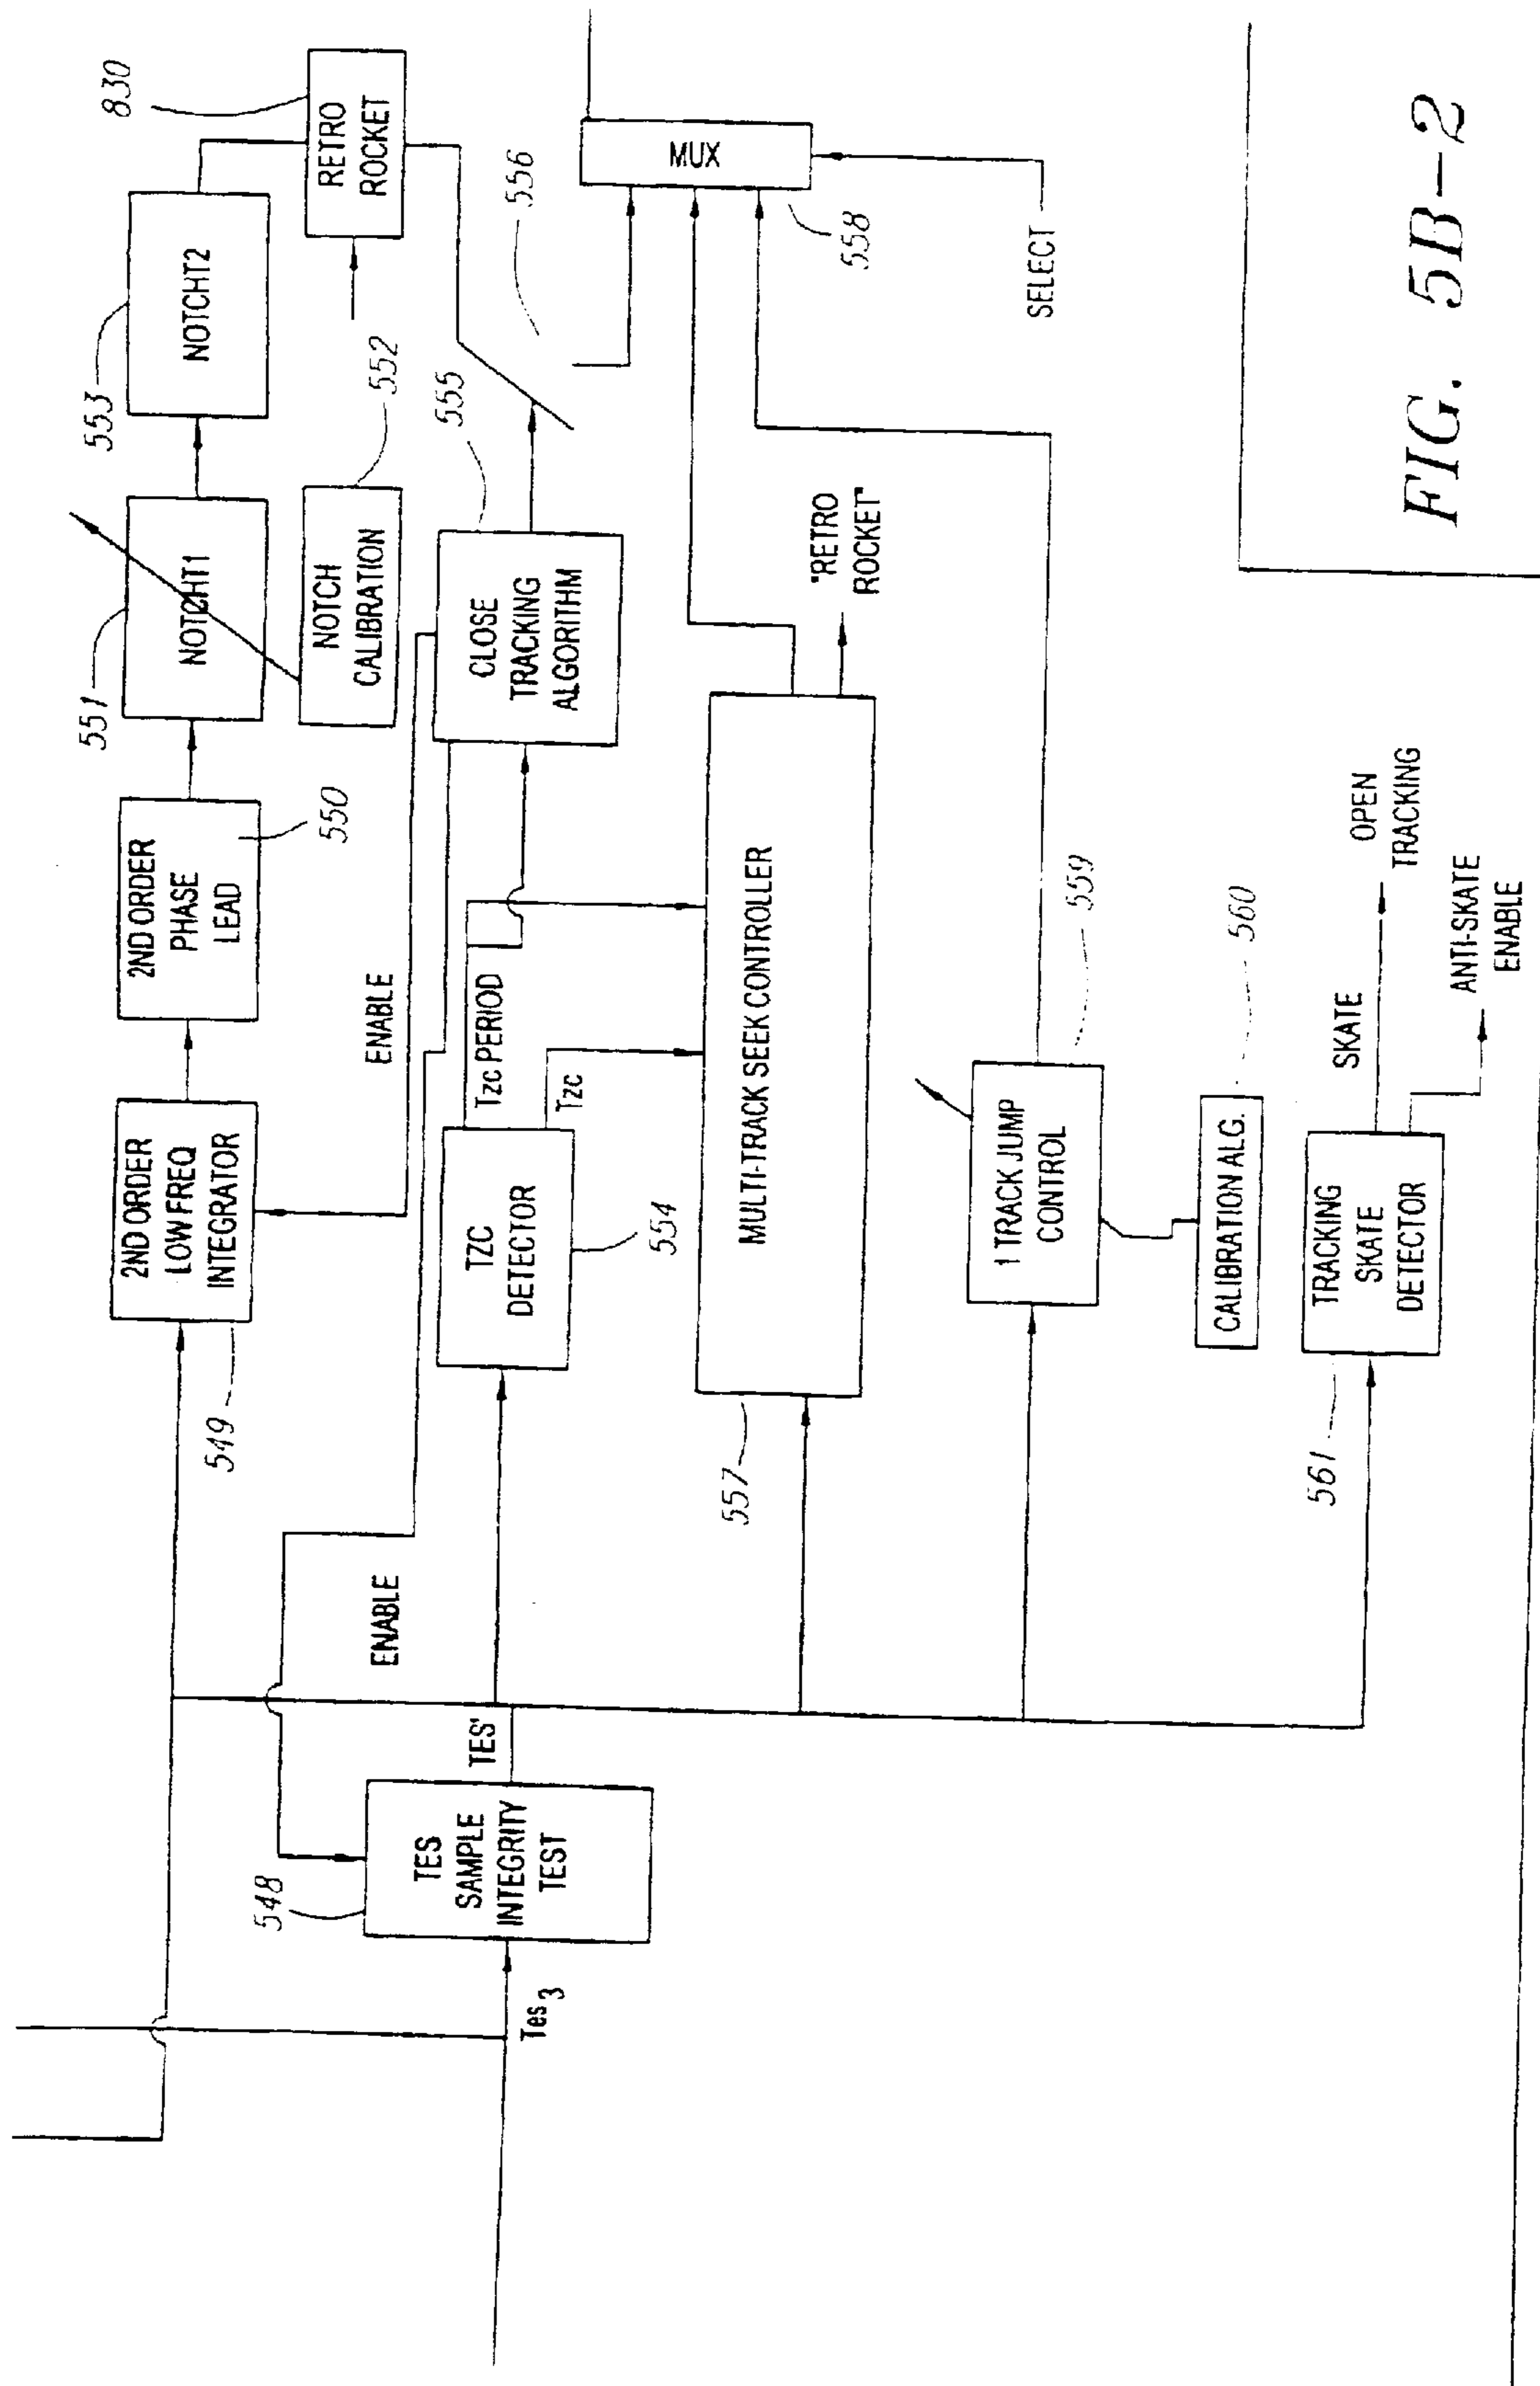 830
RETRO
ROCKET
553
NOTCHT2
551
NOTCHT1
552
NOTCH
CALIBRATION
2ND ORDER
PHASE
LEAD
550
2ND ORDER
LOW FREQ
INTEGRATOR
549
ENABLE
ENABLE
555
CLOSE
TRACKING
ALGORITHM
556
MUX
558
SELECT
TES
SAMPLE
INTEGRITY
TEST
548
Tes3
TES'
TZC
DETECTOR
554
Tzc PERIOD
Tzc
MULTI-TRACK SEEK CONTROLLER
557
"RETRO
ROCKET"
1 TRACK JUMP
CONTROL
559
CALIBRATION ALG.
560
TRACKING
SKATE
DETECTOR
561
SKATE
OPEN
TRACKING
ANTI-SKATE
ENABLE
FIG. 5B-2